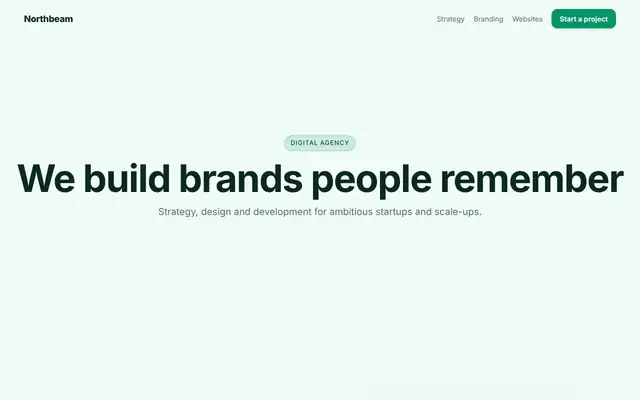 Northbeam
Strategy Branding Websites Start a project
DIGITAL AGENCY
We build brands people remember
Strategy, design and development for ambitious startups and scale-ups.